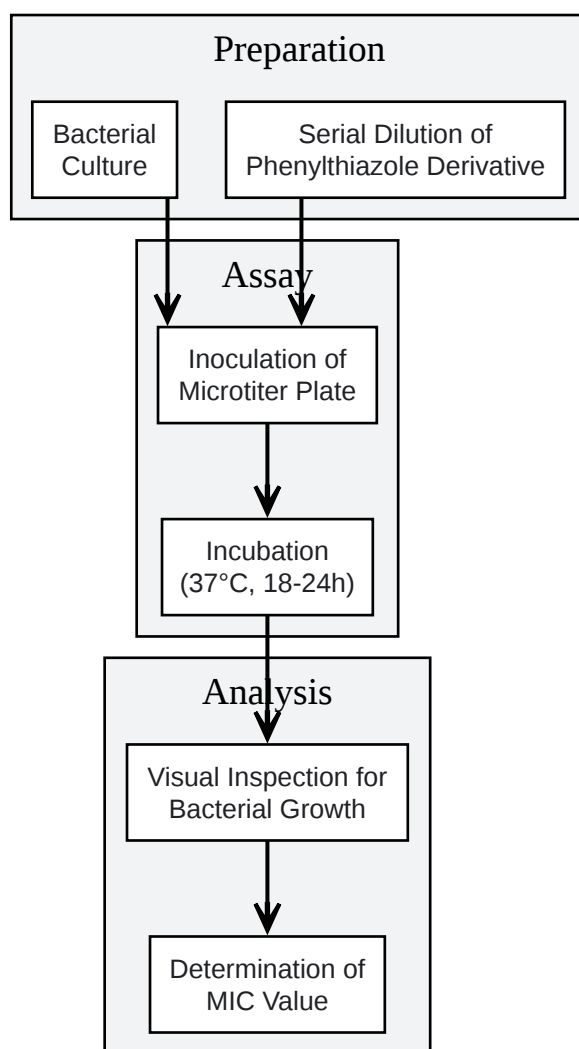 Preparation
Bacterial
Culture
Serial Dilution of
Phenylthiazole Derivative
Assay
Inoculation of
Microtiter Plate
Incubation
(37°C, 18-24h)
Analysis
Visual Inspection for
Bacterial Growth
Determination of
MIC Value